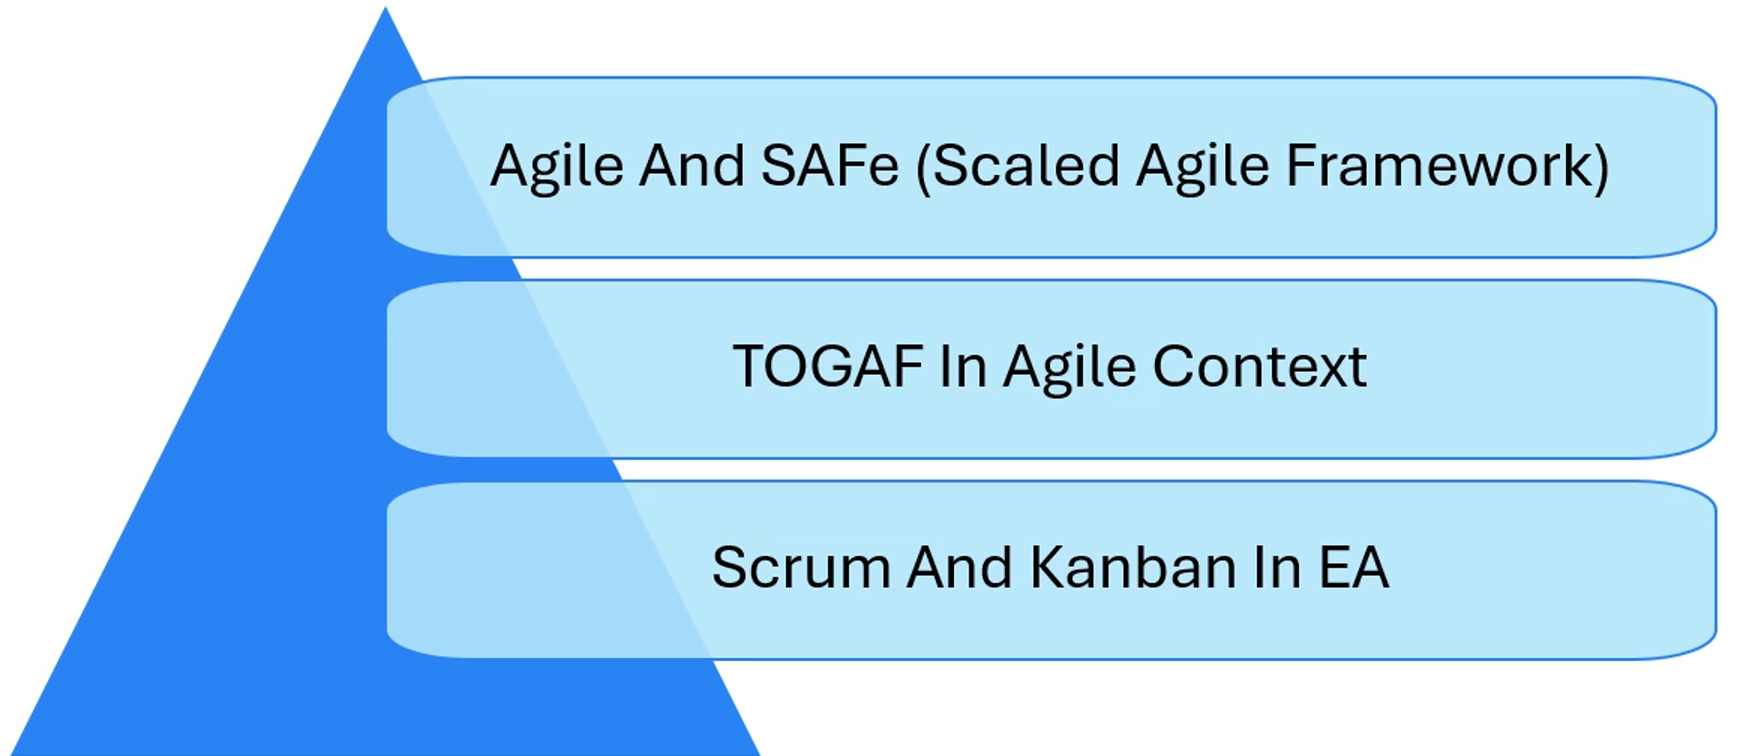 Agile And SAFe (Scaled Agile Framework)
TOGAF In Agile Context
Scrum And Kanban In EA